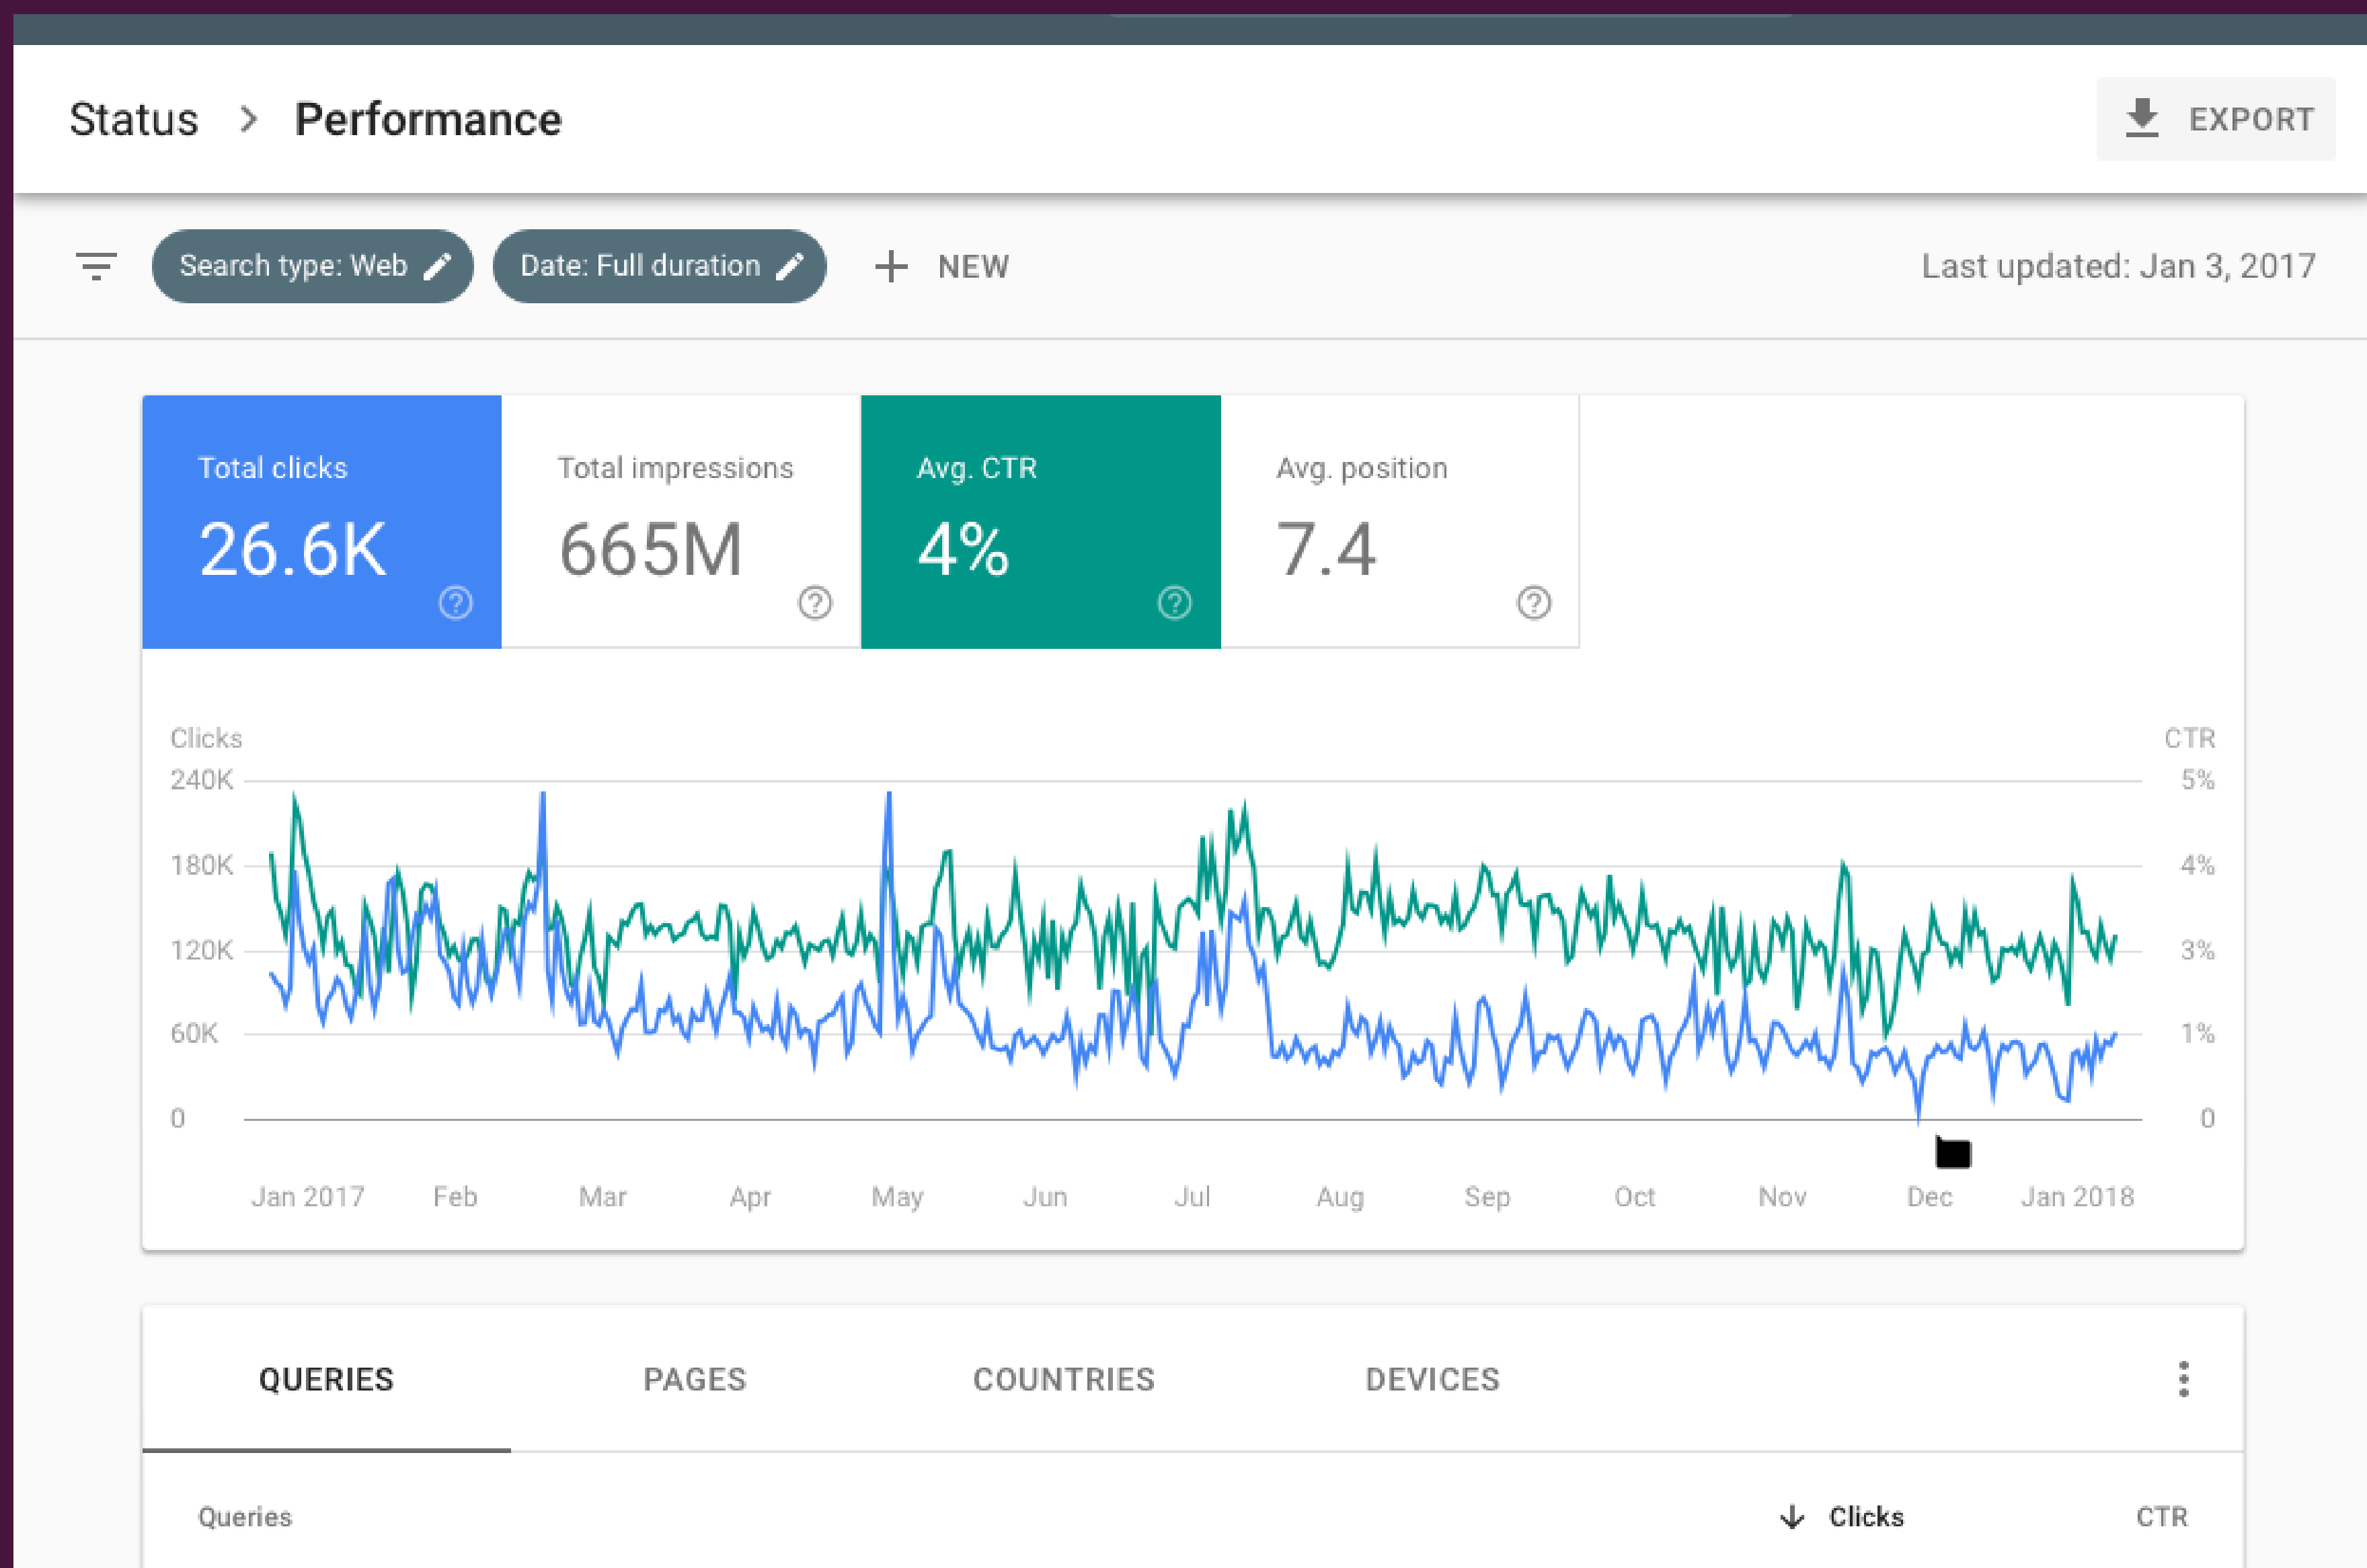 Status > Performance
EXPORT
Search type: Web
Date: Full duration
+ NEW
Last updated: Jan 3, 2017
Total clicks
26.6K
Total impressions
665M
Avg. CTR
4%
Avg. position
7.4
Clicks
CTR
240K
5%
180K
4%
120K
3%
60K
1%
0
0
Jan 2017 Feb Mar Apr May Jun Jul Aug Sep Oct Nov Dec Jan 2018
QUERIES PAGES COUNTRIES DEVICES
Queries
Clicks
CTR